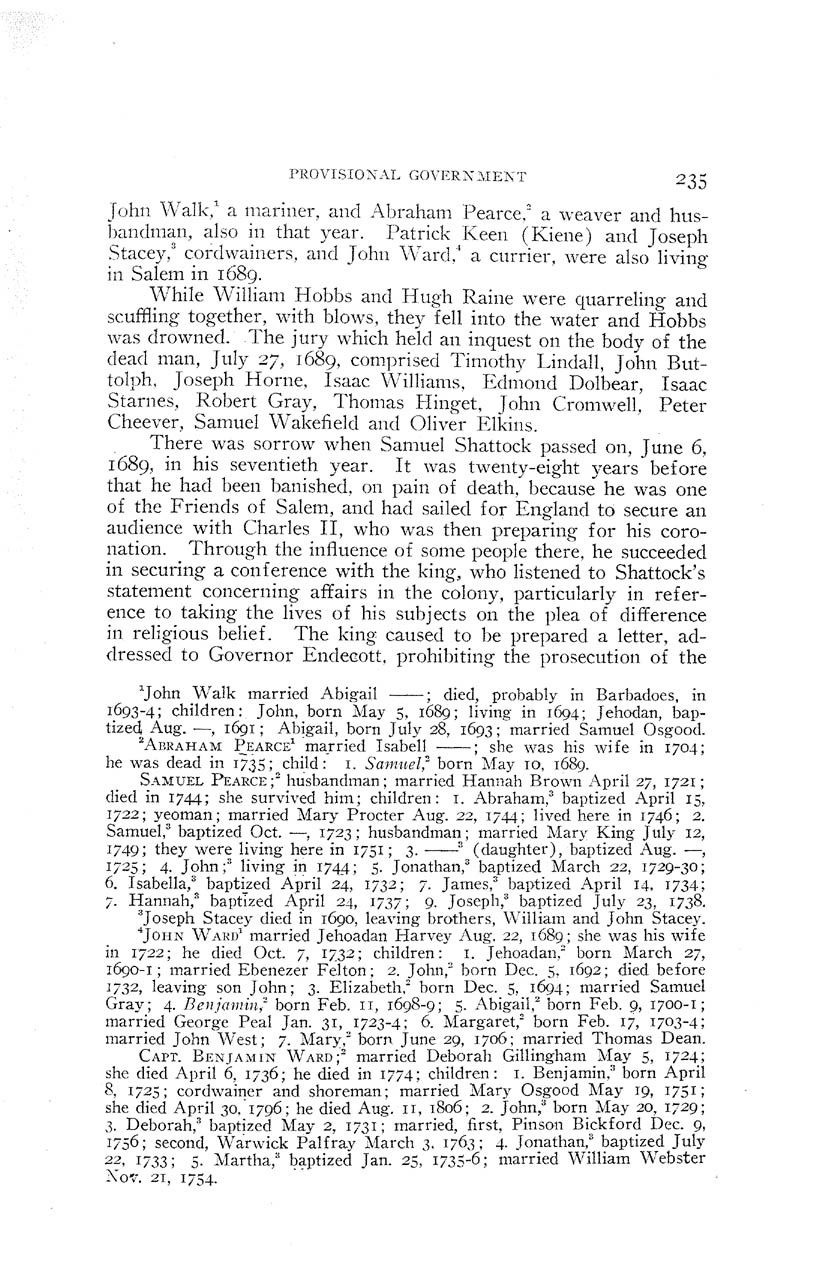 PROVISIONAL GOVERNMENT 235
John Walk,¹ a mariner, and Abraham Pearce,² a weaver and hus-
bandman, also in that year. Patrick Keen (Kiene) and Joseph
Stacey,³ cordwainers, and John Ward,⁴ a currier, were also living
in Salem in 1689.
While William Hobbs and Hugh Raine were quarreling and
scuffling together, with blows, they fell into the water and Hobbs
was drowned. The jury which held an inquest on the body of the
dead man, July 27, 1689, comprised Timothy Lindall, John But-
tolph, Joseph Horne, Isaac Williams, Edmond Dolbear, Isaac
Starnes, Robert Gray, Thomas Hinget, John Cromwell, Peter
Cheever, Samuel Wakefield and Oliver Elkins.
There was sorrow when Samuel Shattock passed on, June 6,
1689, in his seventieth year. It was twenty-eight years before
that he had been banished, on pain of death, because he was one
of the Friends of Salem, and had sailed for England to secure an
audience with Charles II, who was then preparing for his coro-
nation. Through the influence of some people there, he succeeded
in securing a conference with the king, who listened to Shattock's
statement concerning affairs in the colony, particularly in refer-
ence to taking the lives of his subjects on the plea of difference
in religious belief. The king caused to be prepared a letter, ad-
dressed to Governor Endecott, prohibiting the prosecution of the
¹John Walk married Abigail ——; died, probably in Barbadoes, in
1693-4; children: John, born May 5, 1689; living in 1694; Jehodan, bap-
tized Aug. —, 1691; Abigail, born July 28, 1693; married Samuel Osgood.
²ABRAHAM PEARCE¹ married Isabell ——; she was his wife in 1704;
he was dead in 1735; child: 1. Samuel,² born May 10, 1689.
SAMUEL PEARCE;² husbandman; married Hannah Brown April 27, 1721;
died in 1744; she survived him; children: 1. Abraham,³ baptized April 15,
1722; yeoman; married Mary Procter Aug. 22, 1744; lived here in 1746; 2.
Samuel,³ baptized Oct. —, 1723; husbandman; married Mary King July 12,
1749; they were living here in 1751; 3. ——³ (daughter), baptized Aug. —,
1725; 4. John;³ living in 1744; 5. Jonathan,³ baptized March 22, 1729-30;
6. Isabella,³ baptized April 24, 1732; 7. James,³ baptized April 14, 1734;
7. Hannah,³ baptized April 24, 1737; 9. Joseph,³ baptized July 23, 1738.
³Joseph Stacey died in 1690, leaving brothers, William and John Stacey.
⁴JOHN WARD¹ married Jehoadan Harvey Aug. 22, 1689; she was his wife
in 1722; he died Oct. 7, 1732; children: 1. Jehoadan,² born March 27,
1690-1; married Ebenezer Felton; 2. John,² born Dec. 5, 1692; died before
1732, leaving son John; 3. Elizabeth,² born Dec. 5, 1694; married Samuel
Gray; 4. Benjamin,² born Feb. 11, 1698-9; 5. Abigail,² born Feb. 9, 1700-1;
married George Peal Jan. 31, 1723-4; 6. Margaret,² born Feb. 17, 1703-4;
married John West; 7. Mary,² born June 29, 1706; married Thomas Dean.
CAPT. BENJAMIN WARD;² married Deborah Gillingham May 5, 1724;
she died April 6, 1736; he died in 1774; children: 1. Benjamin,³ born April
8, 1725; cordwainer and shoreman; married Mary Osgood May 19, 1751;
she died April 30, 1796; he died Aug. 11, 1806; 2. John,³ born May 20, 1729;
3. Deborah,³ baptized May 2, 1731; married, first, Pinson Bickford Dec. 9,
1756; second, Warwick Palfray March 3, 1763; 4. Jonathan,³ baptized July
22, 1733; 5. Martha,³ baptized Jan. 25, 1735-6; married William Webster
Nov. 21, 1754.